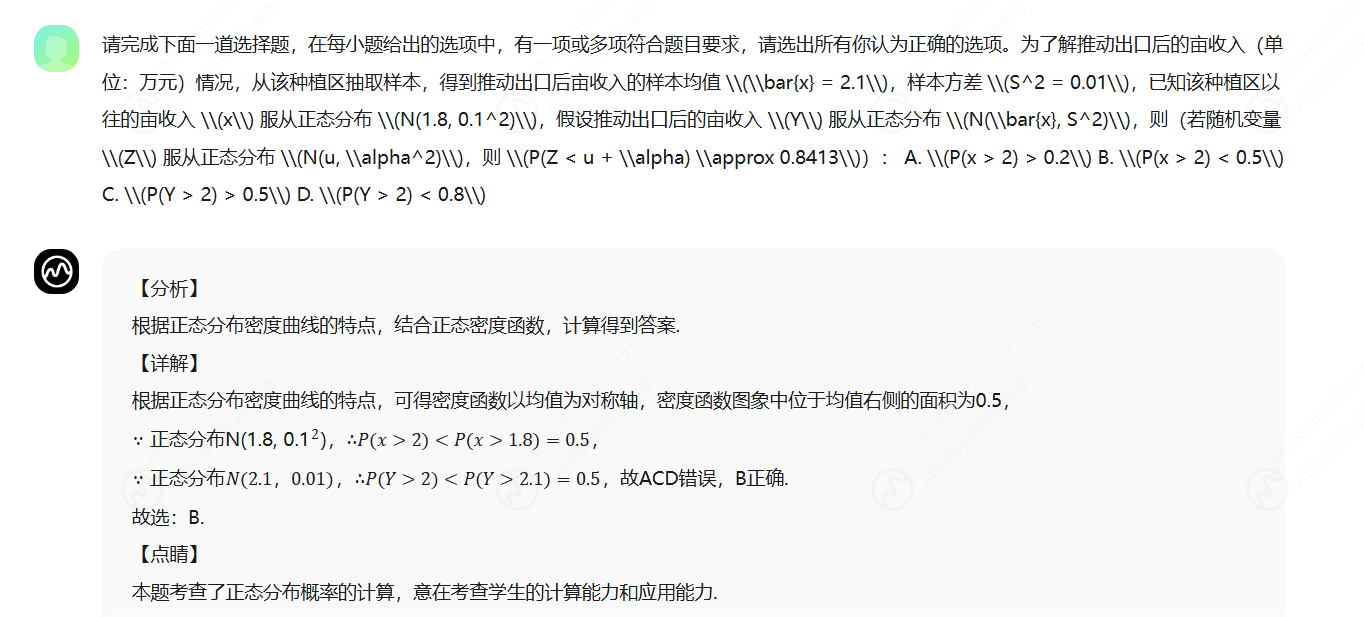 请完成下面一道选择题，在每小题给出的选项中，有一项或多项符合题目要求，请选出所有你认为正确的选项。为了解推动出口后的亩收入（单
位：万元）情况，从该种植区抽取样本，得到推动出口后亩收入的样本均值 \\(\\bar{x} = 2.1\\)，样本方差 \\(S^2 = 0.01\\)，已知该种植区以
往的亩收入 \\(x\\) 服从正态分布 \\(N(1.8, 0.1^2)\\)，假设推动出口后的亩收入 \\(Y\\) 服从正态分布 \\(N(\\bar{x}, S^2)\\)，则（若随机变量
\\(Z\\) 服从正态分布 \\(N(u, \\alpha^2)\\)，则 \\(P(Z < u + \\alpha) \\approx 0.8413\\)）： A. \\(P(x > 2) > 0.2\\) B. \\(P(x > 2) < 0.5\\)
C. \\(P(Y > 2) > 0.5\\) D. \\(P(Y > 2) < 0.8\\)
【分析】
根据正态分布密度曲线的特点，结合正态密度函数，计算得到答案.
【详解】
根据正态分布密度曲线的特点，可得密度函数以均值为对称轴，密度函数图象中位于均值右侧的面积为0.5，
∵ 正态分布N(1.8, 0.1²)，∴P(x > 2) < P(x > 1.8) = 0.5，
∵ 正态分布N(2.1，0.01)，∴P(Y > 2) < P(Y > 2.1) = 0.5，故ACD错误，B正确.
故选：B.
【点睛】
本题考查了正态分布概率的计算，意在考查学生的计算能力和应用能力.